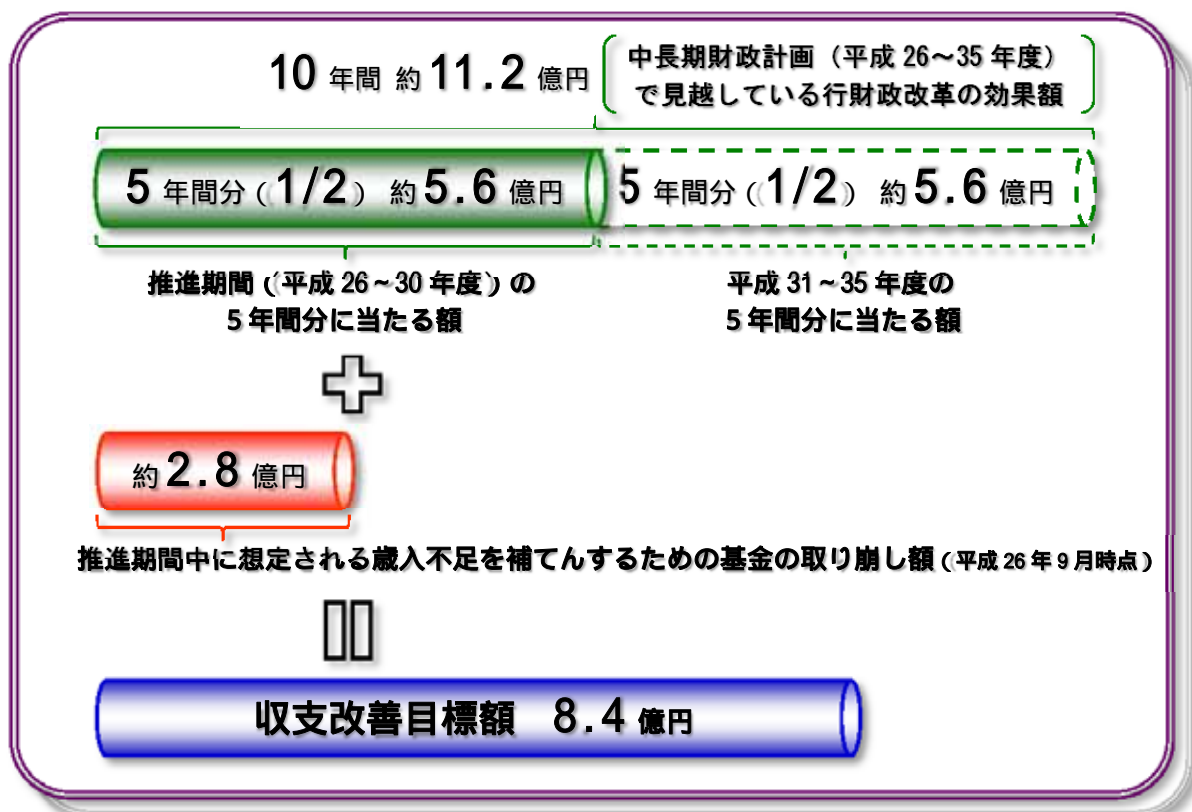 10 年間 約 11.2 億円
中長期財政計画（平成 26～35 年度）
で見越している行財政改革の効果額
5 年間分（1/2） 約 5.6 億円
5 年間分（1/2） 約 5.6 億円
推進期間（平成 26～30 年度）の
5 年間分に当たる額
平成 31～35 年度の
5 年間分に当たる額
約 2.8 億円
推進期間中に想定される歳入不足を補てんするための基金の取り崩し額（平成 26 年 9 月時点）
収支改善目標額 8.4 億円